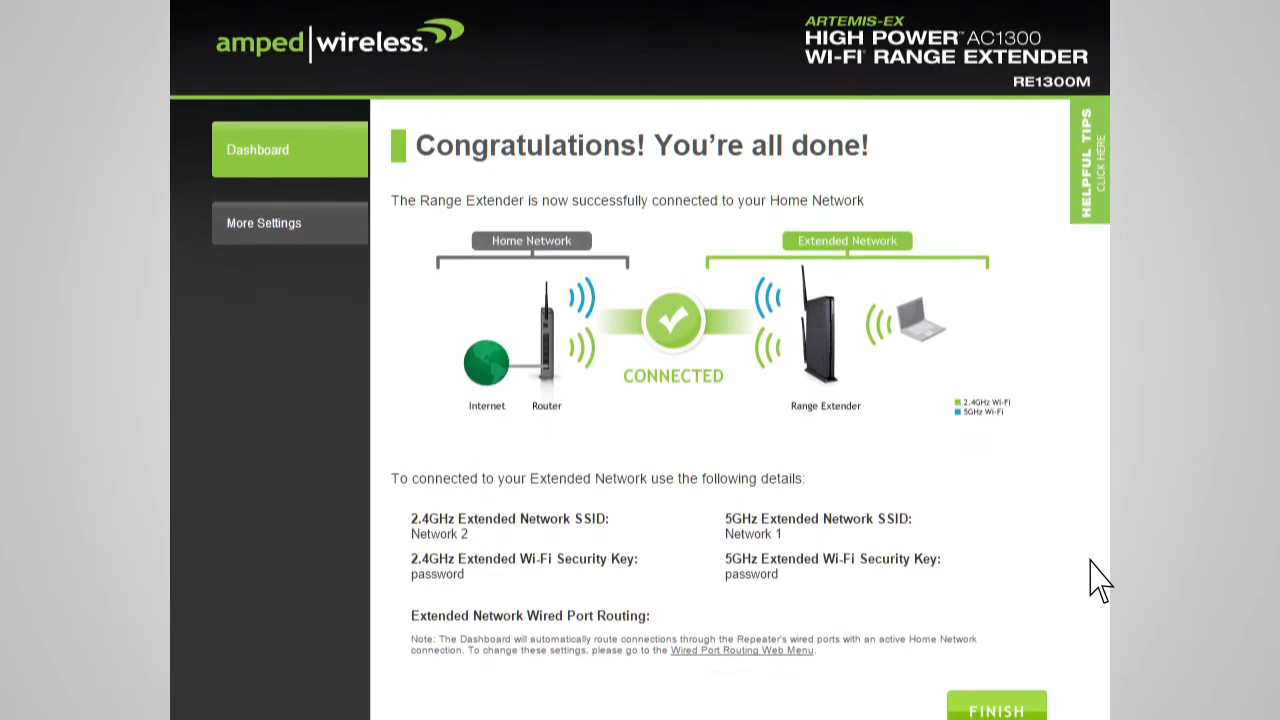 amped wireless.
ARTEMIS-EX
HIGH POWER™ AC1300
WI-FI RANGE EXTENDER
RE1300M
HELPFUL TIPS
CLICK HERE
Dashboard
More Settings
Congratulations! You're all done!
The Range Extender is now successfully connected to your Home Network
Home Network
Extended Network
CONNECTED
Internet
Router
Range Extender
2.4GHz Wi-Fi
5GHz Wi-Fi
To connected to your Extended Network use the following details:
2.4GHz Extended Network SSID:
Network 2
2.4GHz Extended Wi-Fi Security Key:
password
5GHz Extended Network SSID:
Network 1
5GHz Extended Wi-Fi Security Key:
password
Extended Network Wired Port Routing:
Note: The Dashboard will automatically route connections through the Repeater's wired ports with an active Home Network
connection. To change these settings, please go to the Wired Port Routing Web Menu.
FINISH